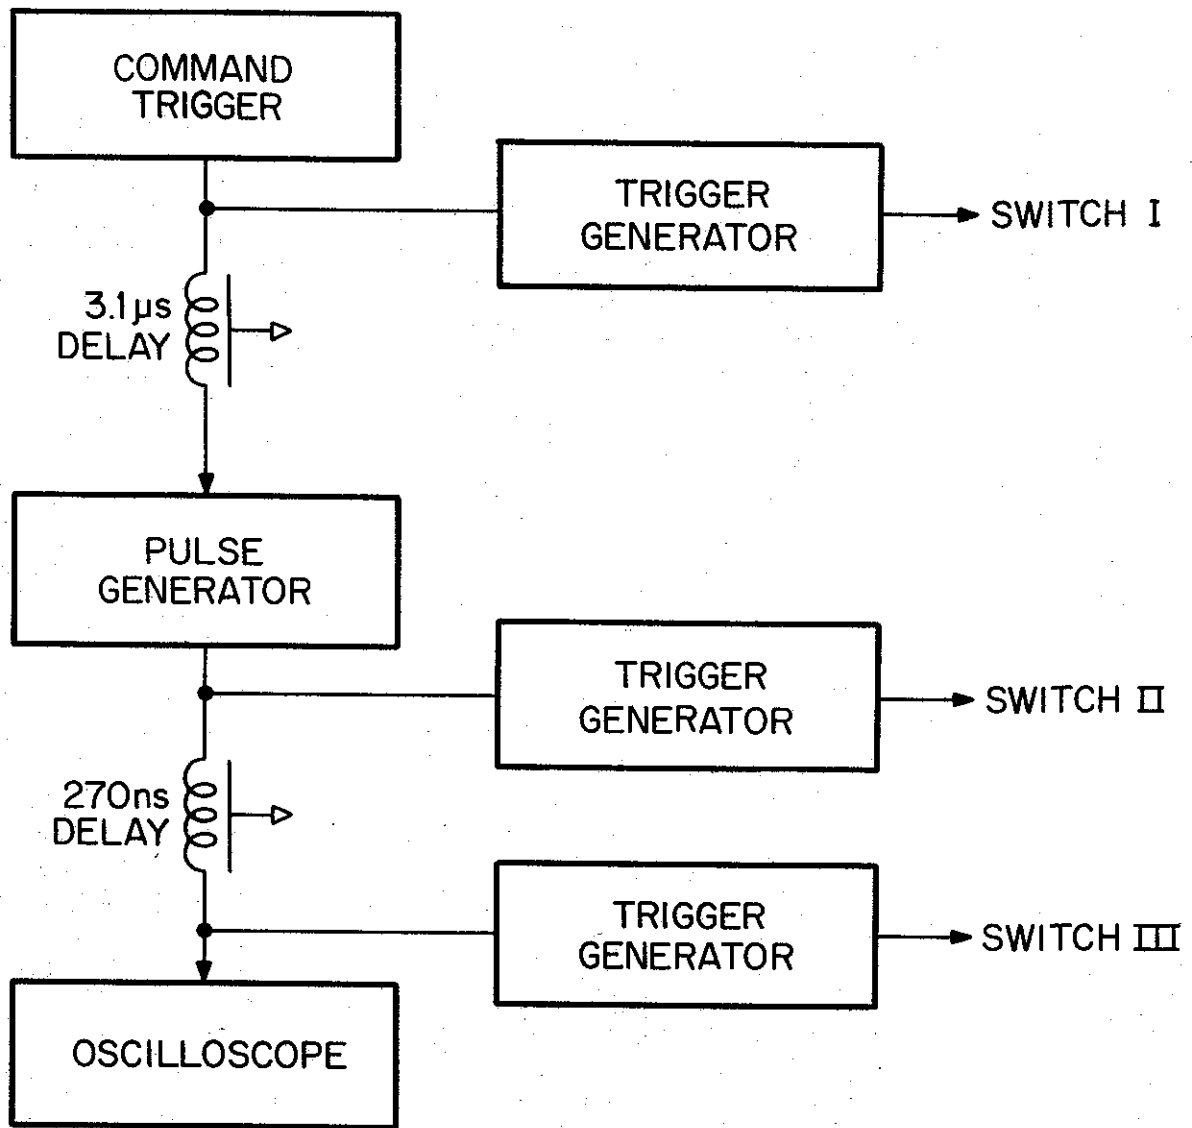 COMMAND
TRIGGER
TRIGGER
GENERATOR
SWITCH I
3.1μs
DELAY
PULSE
GENERATOR
TRIGGER
GENERATOR
SWITCH II
270ns
DELAY
TRIGGER
GENERATOR
SWITCH III
OSCILLOSCOPE